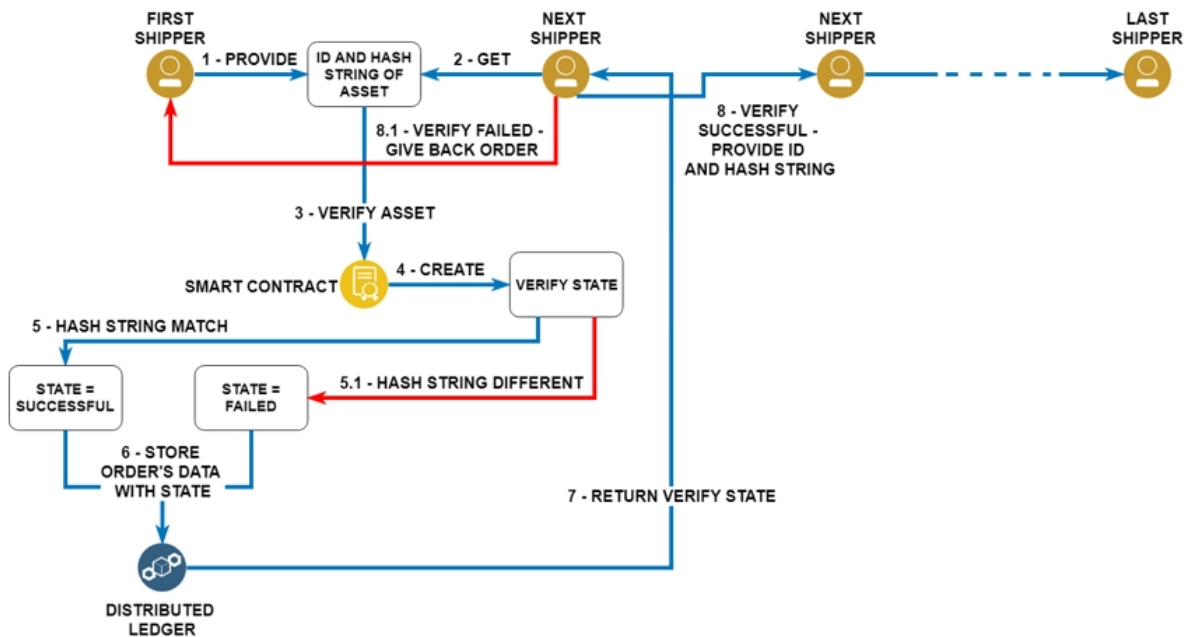 FIRST
SHIPPER
NEXT
SHIPPER
NEXT
SHIPPER
LAST
SHIPPER
1 - PROVIDE
ID AND HASH
STRING OF
ASSET
2 - GET
8.1 - VERIFY FAILED -
GIVE BACK ORDER
8 - VERIFY
SUCCESSFUL -
PROVIDE ID
AND HASH STRING
3 - VERIFY ASSET
SMART CONTRACT
4 - CREATE
VERIFY STATE
5 - HASH STRING MATCH
5.1 - HASH STRING DIFFERENT
STATE =
SUCCESSFUL
STATE =
FAILED
6 - STORE
ORDER'S DATA
WITH STATE
7 - RETURN VERIFY STATE
DISTRIBUTED
LEDGER